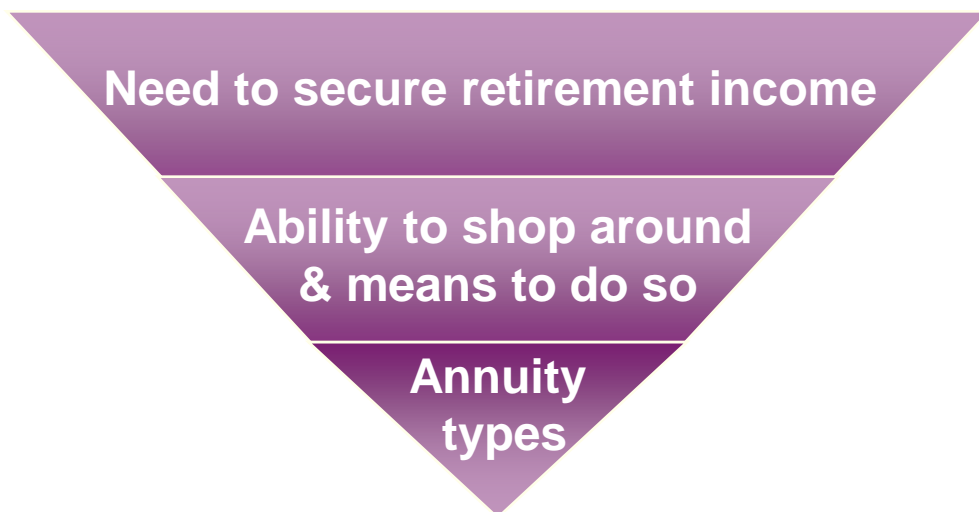 Need to secure retirement income
Ability to shop around
& means to do so
Annuity
types